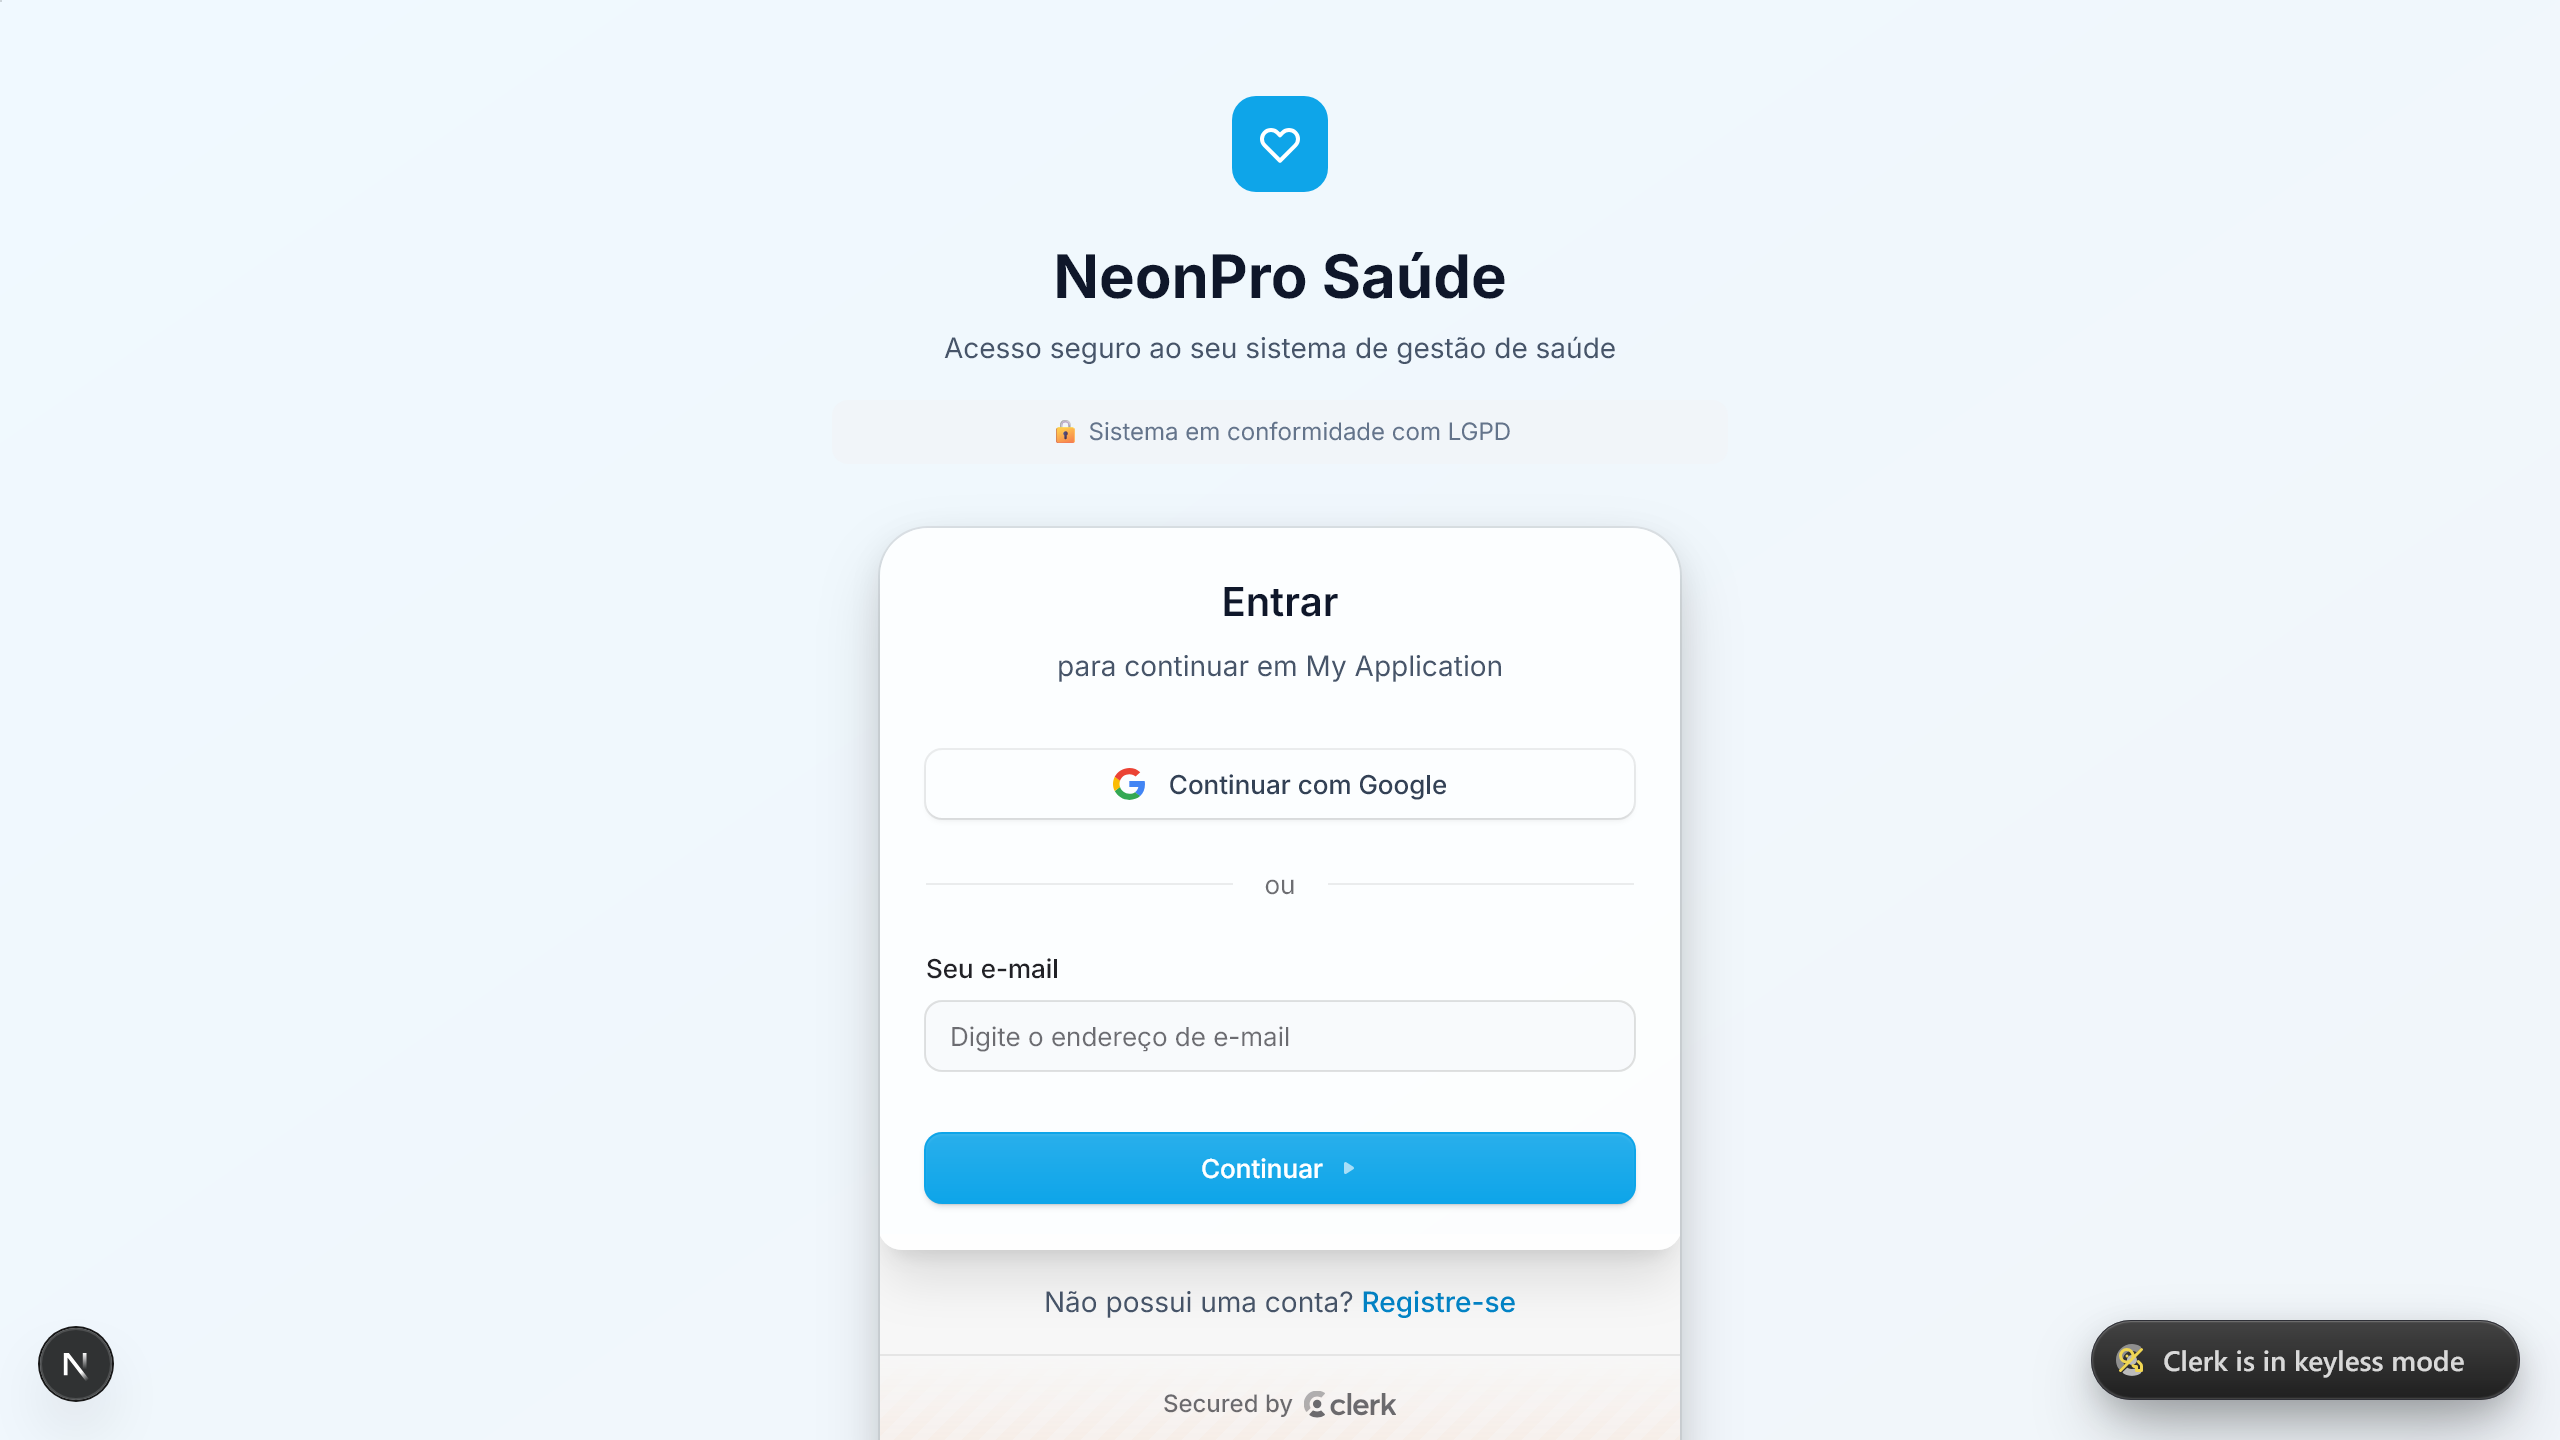 NeonPro Saúde
Acesso seguro ao seu sistema de gestão de saúde
🔒 Sistema em conformidade com LGPD
Entrar
para continuar em My Application
Continuar com Google
ou
Seu e-mail
Digite o endereço de e-mail
Continuar
Não possui uma conta? Registre-se
Secured by clerk
N
Clerk is in keyless mode